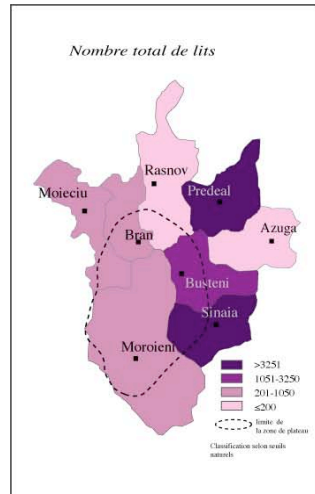 Nombre total de lits
Rasnov
Moieciu
Predeal
Azuga
Bran
Busteni
Sinaia
Moroieni
>3251
1051-3250
201-1050
≤200
limite de
la zone de plateau
Classification selon seuils
naturels